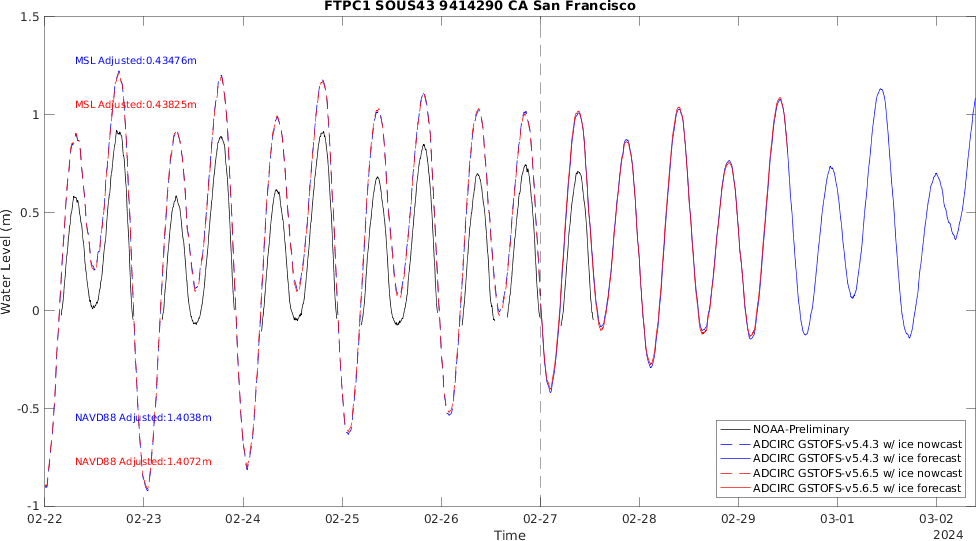 FTPC1 SOUS43 9414290 CA San Francisco
1.5
MSL Adjusted:0.43476m
MSL Adjusted:0.43825m
1
0.5
0
-0.5
-1
Water Level (m)
NAVD88 Adjusted:1.4038m
NAVD88 Adjusted:1.4072m
NOAA-Preliminary
ADCIRC GSTOFS-v5.4.3 w/ ice nowcast
ADCIRC GSTOFS-v5.4.3 w/ ice forecast
ADCIRC GSTOFS-v5.6.5 w/ ice nowcast
ADCIRC GSTOFS-v5.6.5 w/ ice forecast
02-22 02-23 02-24 02-25 02-26 02-27 02-28 02-29 03-01 03-02
Time
2024